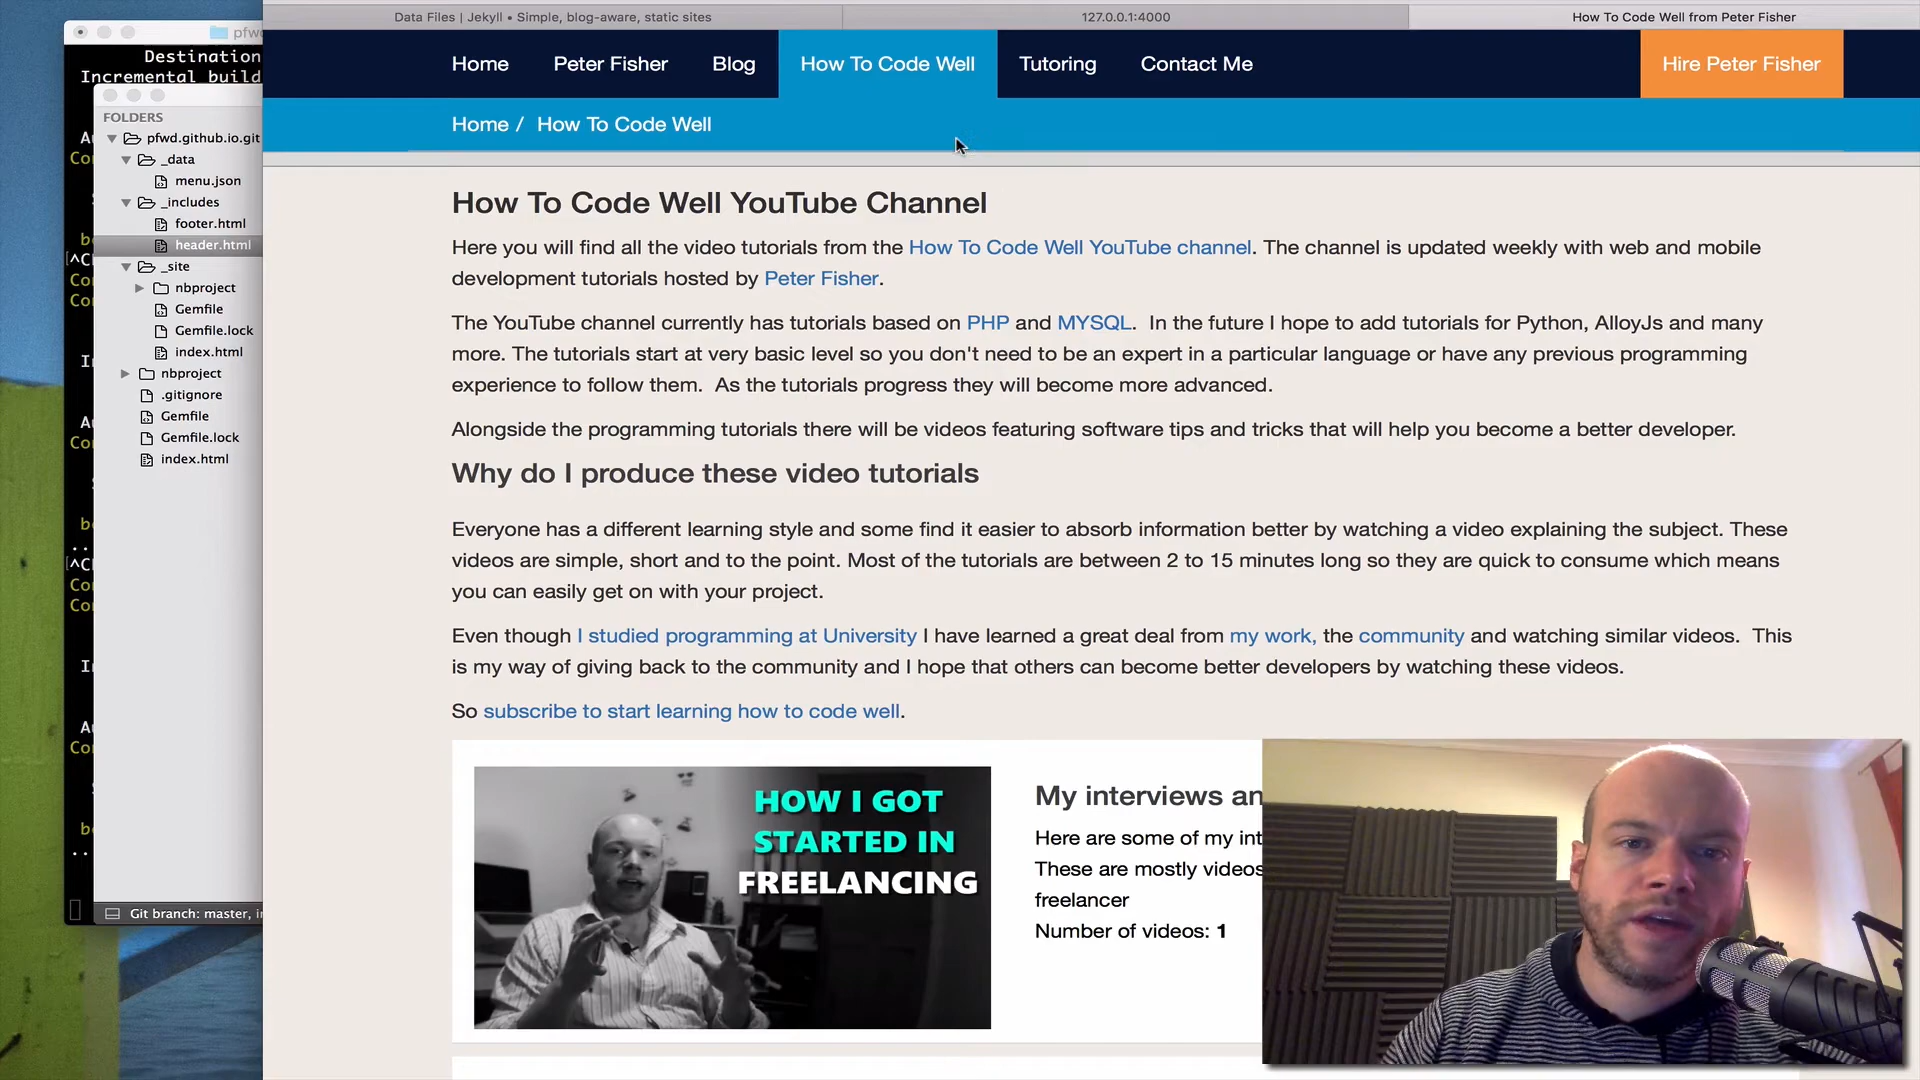 Data Files | Jekyll • Simple, blog-aware, static sites
127.0.0.1:4000
How To Code Well from Peter Fisher
pfwd
Destination
Incremental build
Home
Peter Fisher
Blog
How To Code Well
Tutoring
Contact Me
Hire Peter Fisher
Home / How To Code Well
FOLDERS
pfwd.github.io.git
_data
menu.json
_includes
footer.html
header.html
_site
nbproject
Gemfile
Gemfile.lock
index.html
nbproject
.gitignore
Gemfile
Gemfile.lock
index.html
Git branch: master, in
How To Code Well YouTube Channel
Here you will find all the video tutorials from the How To Code Well YouTube channel. The channel is updated weekly with web and mobile
development tutorials hosted by Peter Fisher.
The YouTube channel currently has tutorials based on PHP and MYSQL.  In the future I hope to add tutorials for Python, AlloyJs and many
more. The tutorials start at very basic level so you don't need to be an expert in a particular language or have any previous programming
experience to follow them.  As the tutorials progress they will become more advanced.
Alongside the programming tutorials there will be videos featuring software tips and tricks that will help you become a better developer.
Why do I produce these video tutorials
Everyone has a different learning style and some find it easier to absorb information better by watching a video explaining the subject. These
videos are simple, short and to the point. Most of the tutorials are between 2 to 15 minutes long so they are quick to consume which means
you can easily get on with your project.
Even though I studied programming at University I have learned a great deal from my work, the community and watching similar videos.  This
is my way of giving back to the community and I hope that others can become better developers by watching these videos.
So subscribe to start learning how to code well.
HOW I GOT
STARTED IN
FREELANCING
My interviews an
Here are some of my int
These are mostly videos
freelancer
Number of videos: 1